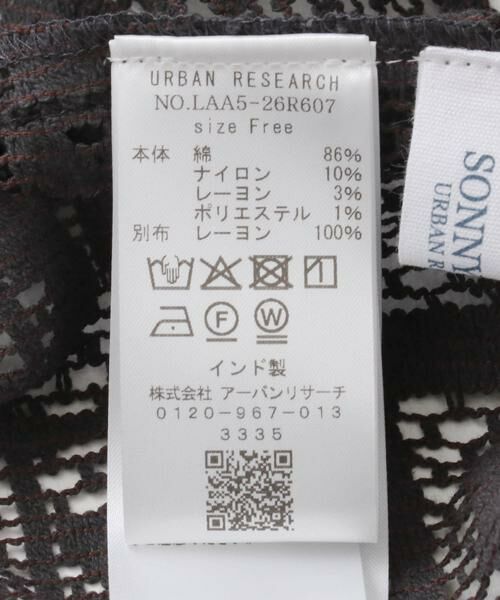 URBAN RESEARCH
NO.LAA5-26R607
size Free
本体 綿 86%
ナイロン 10%
レーヨン 3%
ポリエステル 1%
別布 レーヨン 100%
F W
インド製
株式会社 アーバンリサーチ
0120-967-013
3335
SONNY
URBAN R